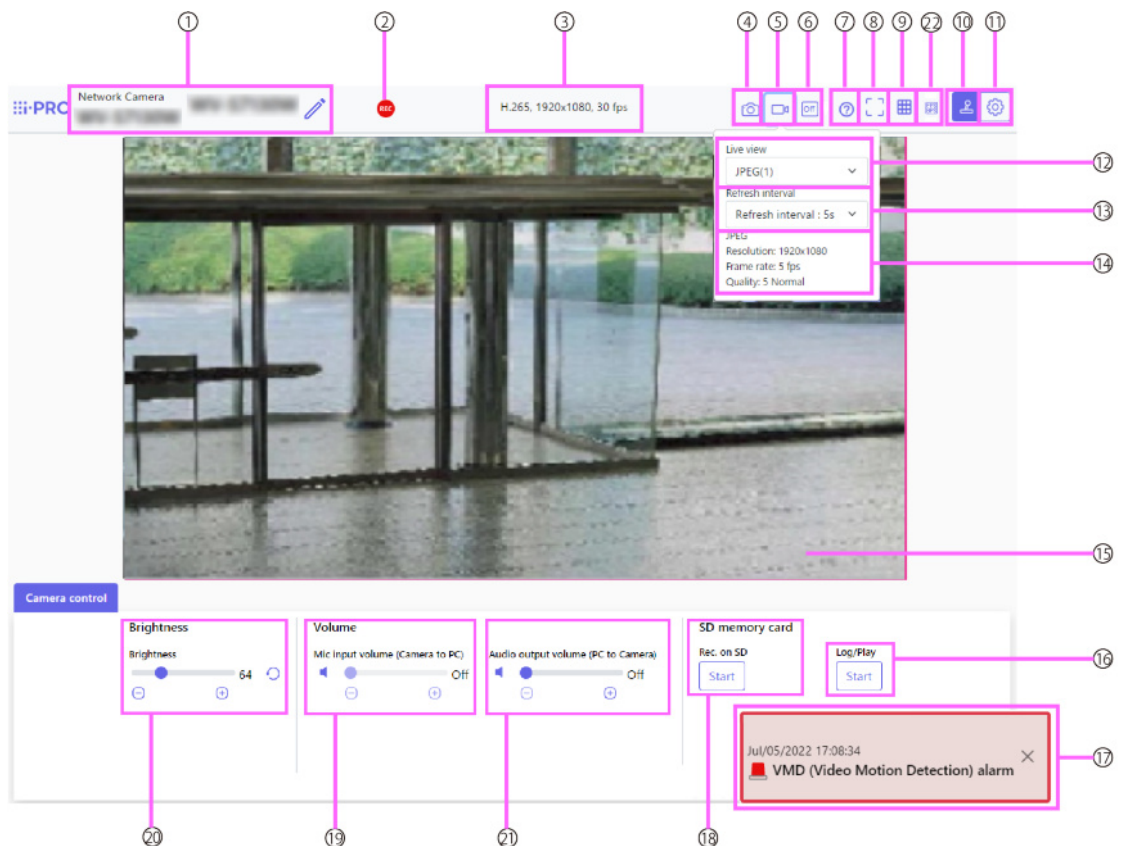 ① ② ③ ④ ⑤ ⑥ ⑦ ⑧ ⑨ ㉒ ⑩ ⑪
i-PRO
Network Camera
REC
H.265, 1920x1080, 30 fps
Off
Live view
JPEG(1)
⑫
Refresh interval
Refresh interval : 5s
⑬
JPEG
Resolution: 1920x1080
Frame rate: 5 fps
Quality: 5 Normal
⑭
⑮
Camera control
Brightness
Brightness
64
Volume
Mic input volume (Camera to PC)
Off
Audio output volume (PC to Camera)
Off
SD memory card
Rec. on SD
Start
Log/Play
Start
⑯
Jul/05/2022 17:08:34
VMD (Video Motion Detection) alarm
⑰
⑳ ⑲ ㉑ ⑱